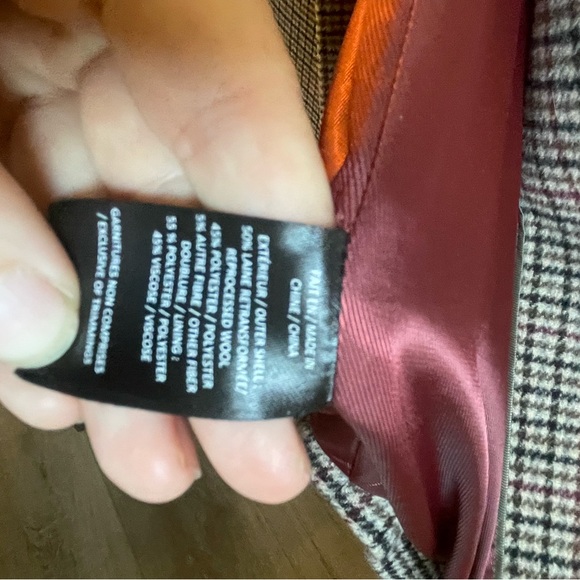 FAIT EN / MADE IN
CHINE / CHINA
EXTÉRIEUR / OUTER SHELL :
50% LAINE RETRANSFORMÉE /
REPROCESSED WOOL
45% POLYESTER / POLYESTER
5% AUTRE FIBRE / OTHER FIBER
DOUBLURE / LINING :
55 % POLYESTER / POLYESTER
45% VISCOSE / VISCOSE
GARNITURES NON COMPRISES
/ EXCLUSIVE OF TRIMMINGS